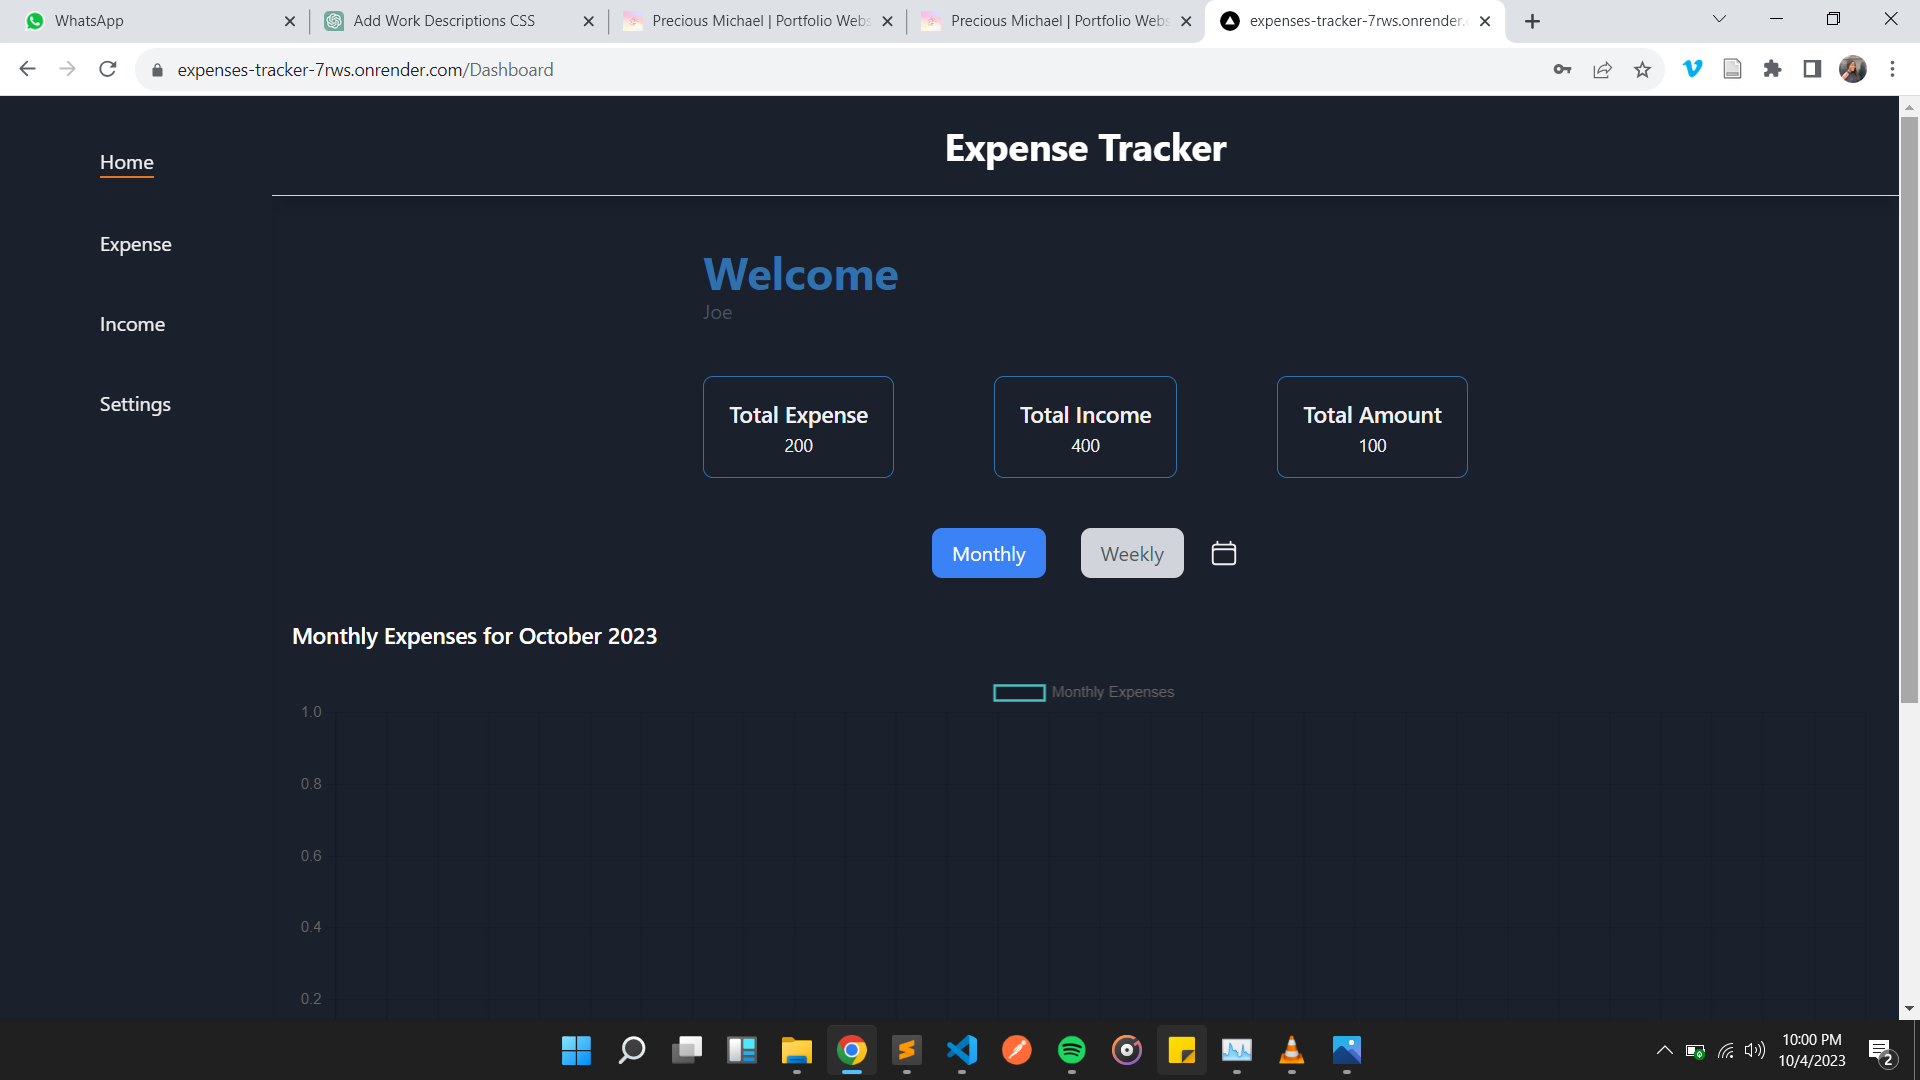 WhatsApp
Add Work Descriptions CSS
Precious Michael | Portfolio Webs
Precious Michael | Portfolio Webs
expenses-tracker-7rws.onrender.
expenses-tracker-7rws.onrender.com/Dashboard
Expense Tracker
Home
Expense
Income
Settings
Welcome
Joe
Total Expense
200
Total Income
400
Total Amount
100
Monthly
Weekly
Monthly Expenses for October 2023
Monthly Expenses
1.0
0.8
0.6
0.4
0.2
10:00 PM
10/4/2023
2